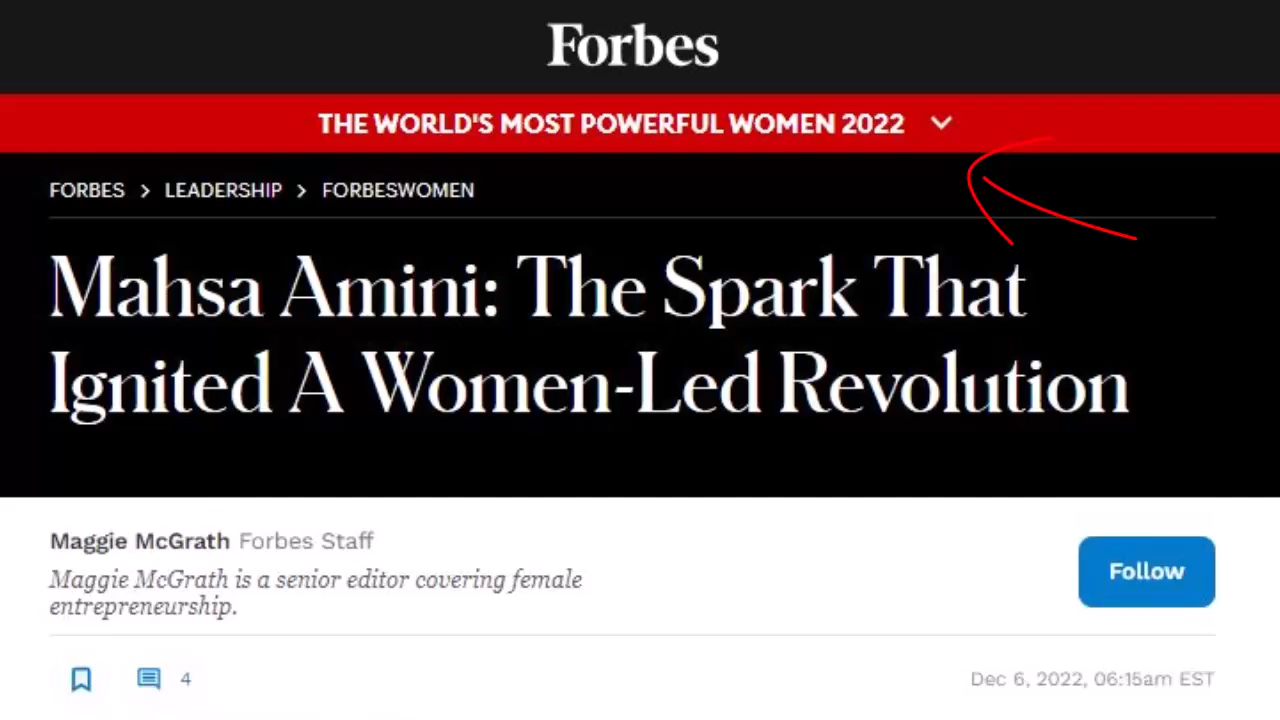 Forbes
THE WORLD'S MOST POWERFUL WOMEN 2022
FORBES > LEADERSHIP > FORBESWOMEN
Mahsa Amini: The Spark That
Ignited A Women-Led Revolution
Maggie McGrath Forbes Staff
Maggie McGrath is a senior editor covering female
entrepreneurship.
Follow
4
Dec 6, 2022, 06:15am EST